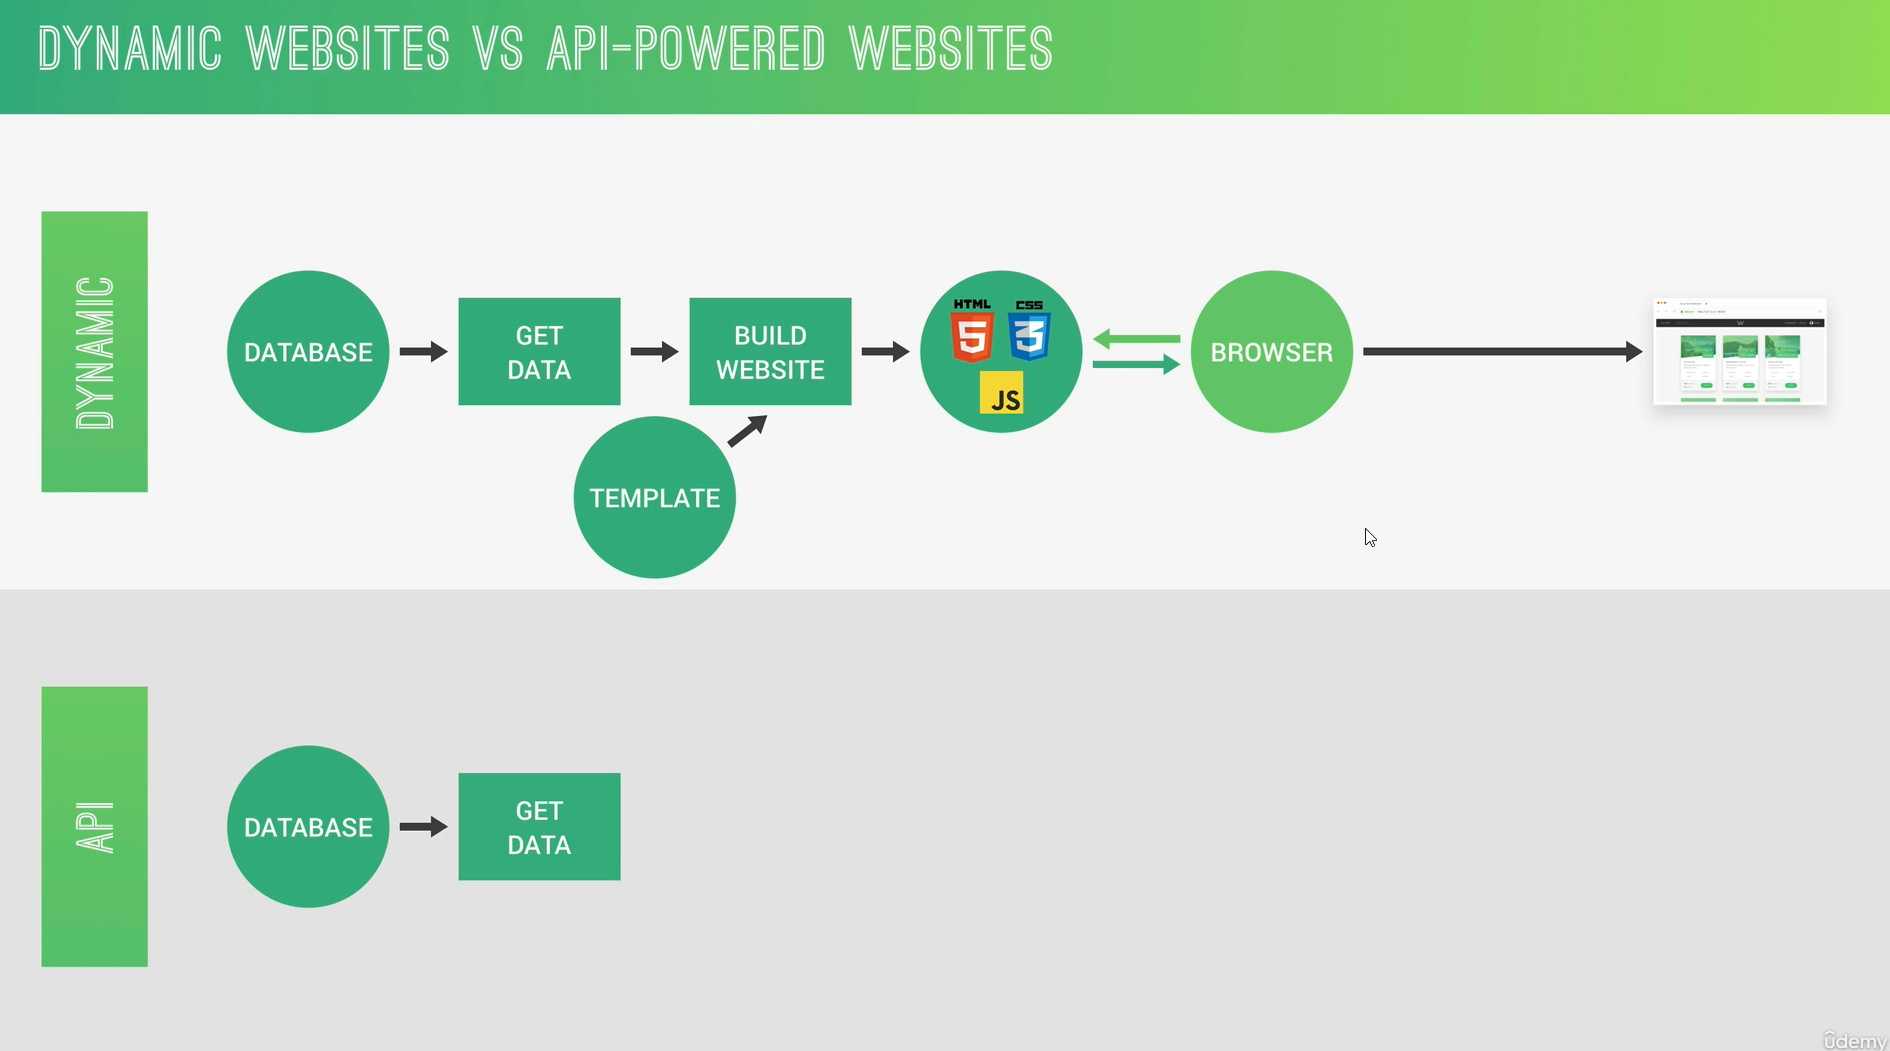 DYNAMIC WEBSITES VS API-POWERED WEBSITES
DYNAMIC
DATABASE
GET
DATA
BUILD
WEBSITE
TEMPLATE
HTML
5
CSS
3
JS
BROWSER
API
DATABASE
GET
DATA
ûdemy